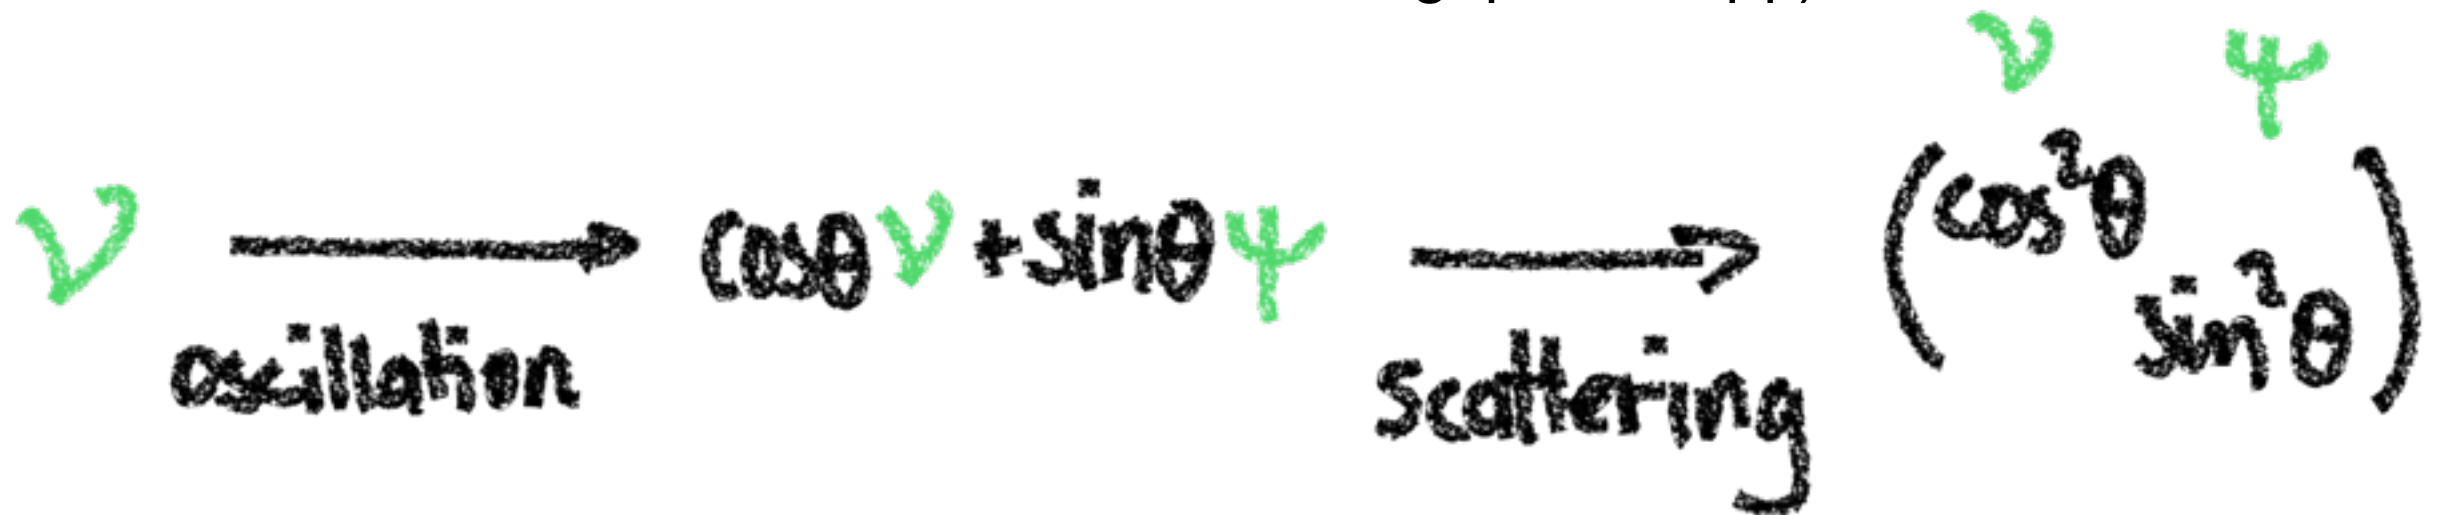 ν ψ
ν → cosθ ν + sinθ ψ → (cos²θ
sin²θ)
oscillation scattering